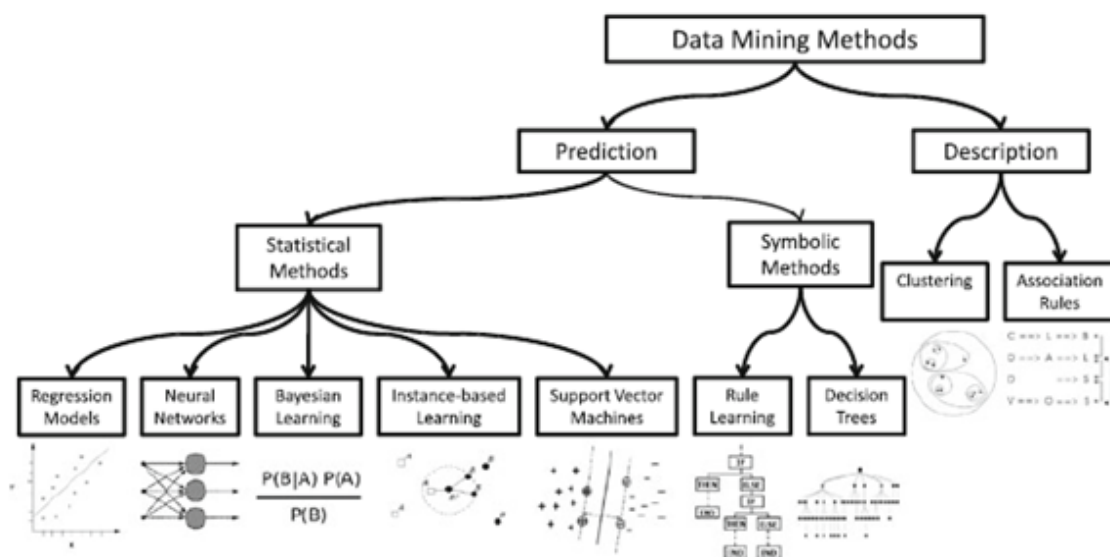 Data Mining Methods
Prediction
Description
Statistical
Methods
Symbolic
Methods
Clustering
Association
Rules
Regression
Models
Neural
Networks
Bayesian
Learning
Instance-based
Learning
Support Vector
Machines
Rule
Learning
Decision
Trees
P(B|A) P(A)
P(B)
IF
THEN
ELSE
END
IF
THEN
ELSE
END
END